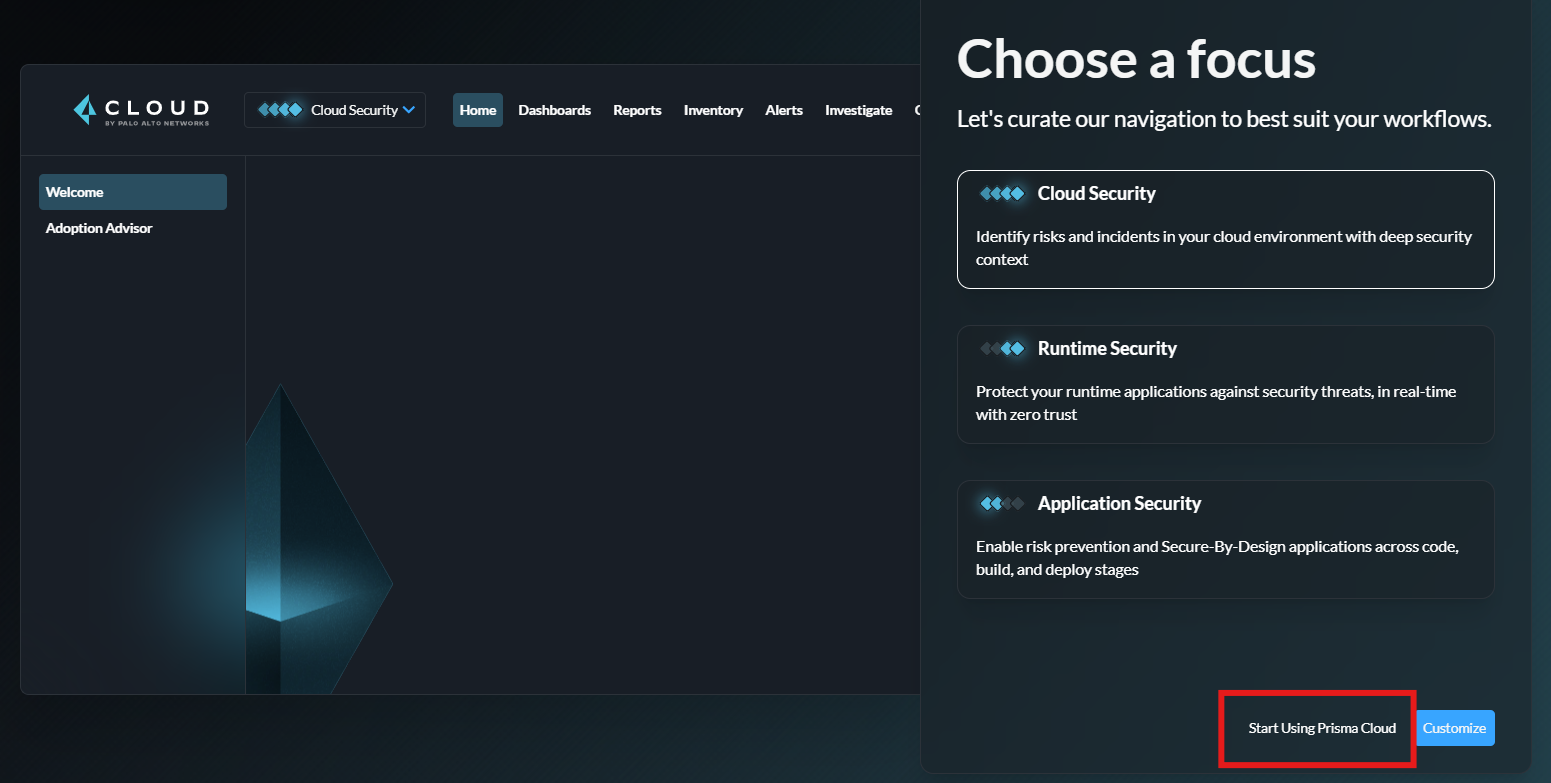 CLOUD
BY PALO ALTO NETWORKS
Cloud Security
Home Dashboards Reports Inventory Alerts Investigate
Welcome
Adoption Advisor
Choose a focus
Let's curate our navigation to best suit your workflows.
Cloud Security
Identify risks and incidents in your cloud environment with deep security
context
Runtime Security
Protect your runtime applications against security threats, in real-time
with zero trust
Application Security
Enable risk prevention and Secure-By-Design applications across code,
build, and deploy stages
Start Using Prisma Cloud Customize